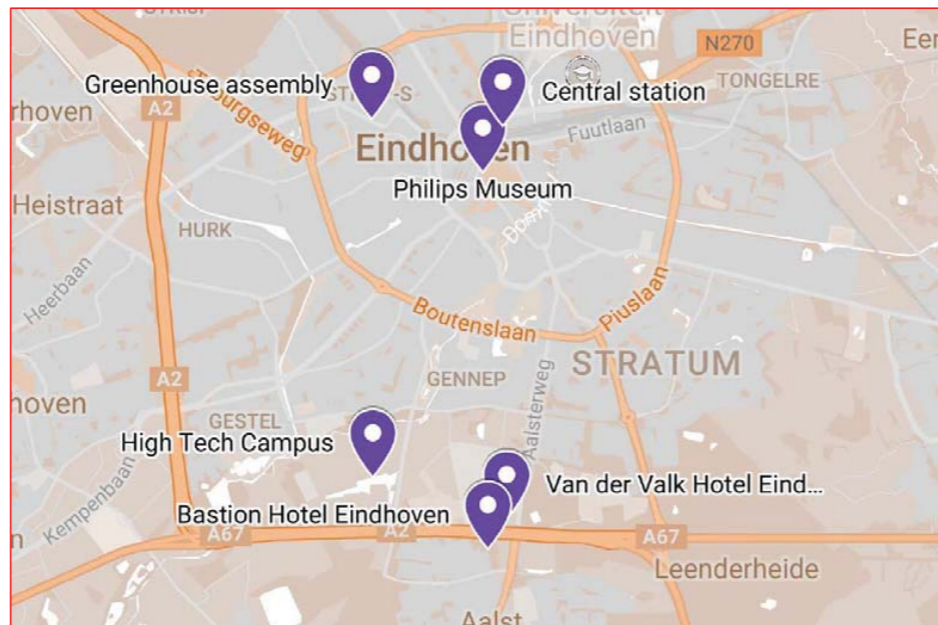 Universiteit
Eindhoven
N270
Greenhouse assembly
Central station
TONGELRE
A2
Fuutlaan
Eindhoven
Philips Museum
Heistraat
HURK
Heerbaan
Boutenslaan
Piuslaan
A2
STRATUM
GENNEP
Aalsterweg
hoven
GESTEL
High Tech Campus
Van der Valk Hotel Eind...
Bastion Hotel Eindhoven
Kempenbaan
A67
A2
A67
Leenderheide
Aalst